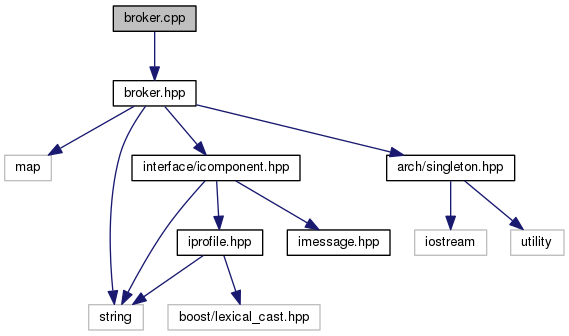 broker.cpp
broker.hpp
map
interface/icomponent.hpp
arch/singleton.hpp
iprofile.hpp
imessage.hpp
iostream
utility
string
boost/lexical_cast.hpp